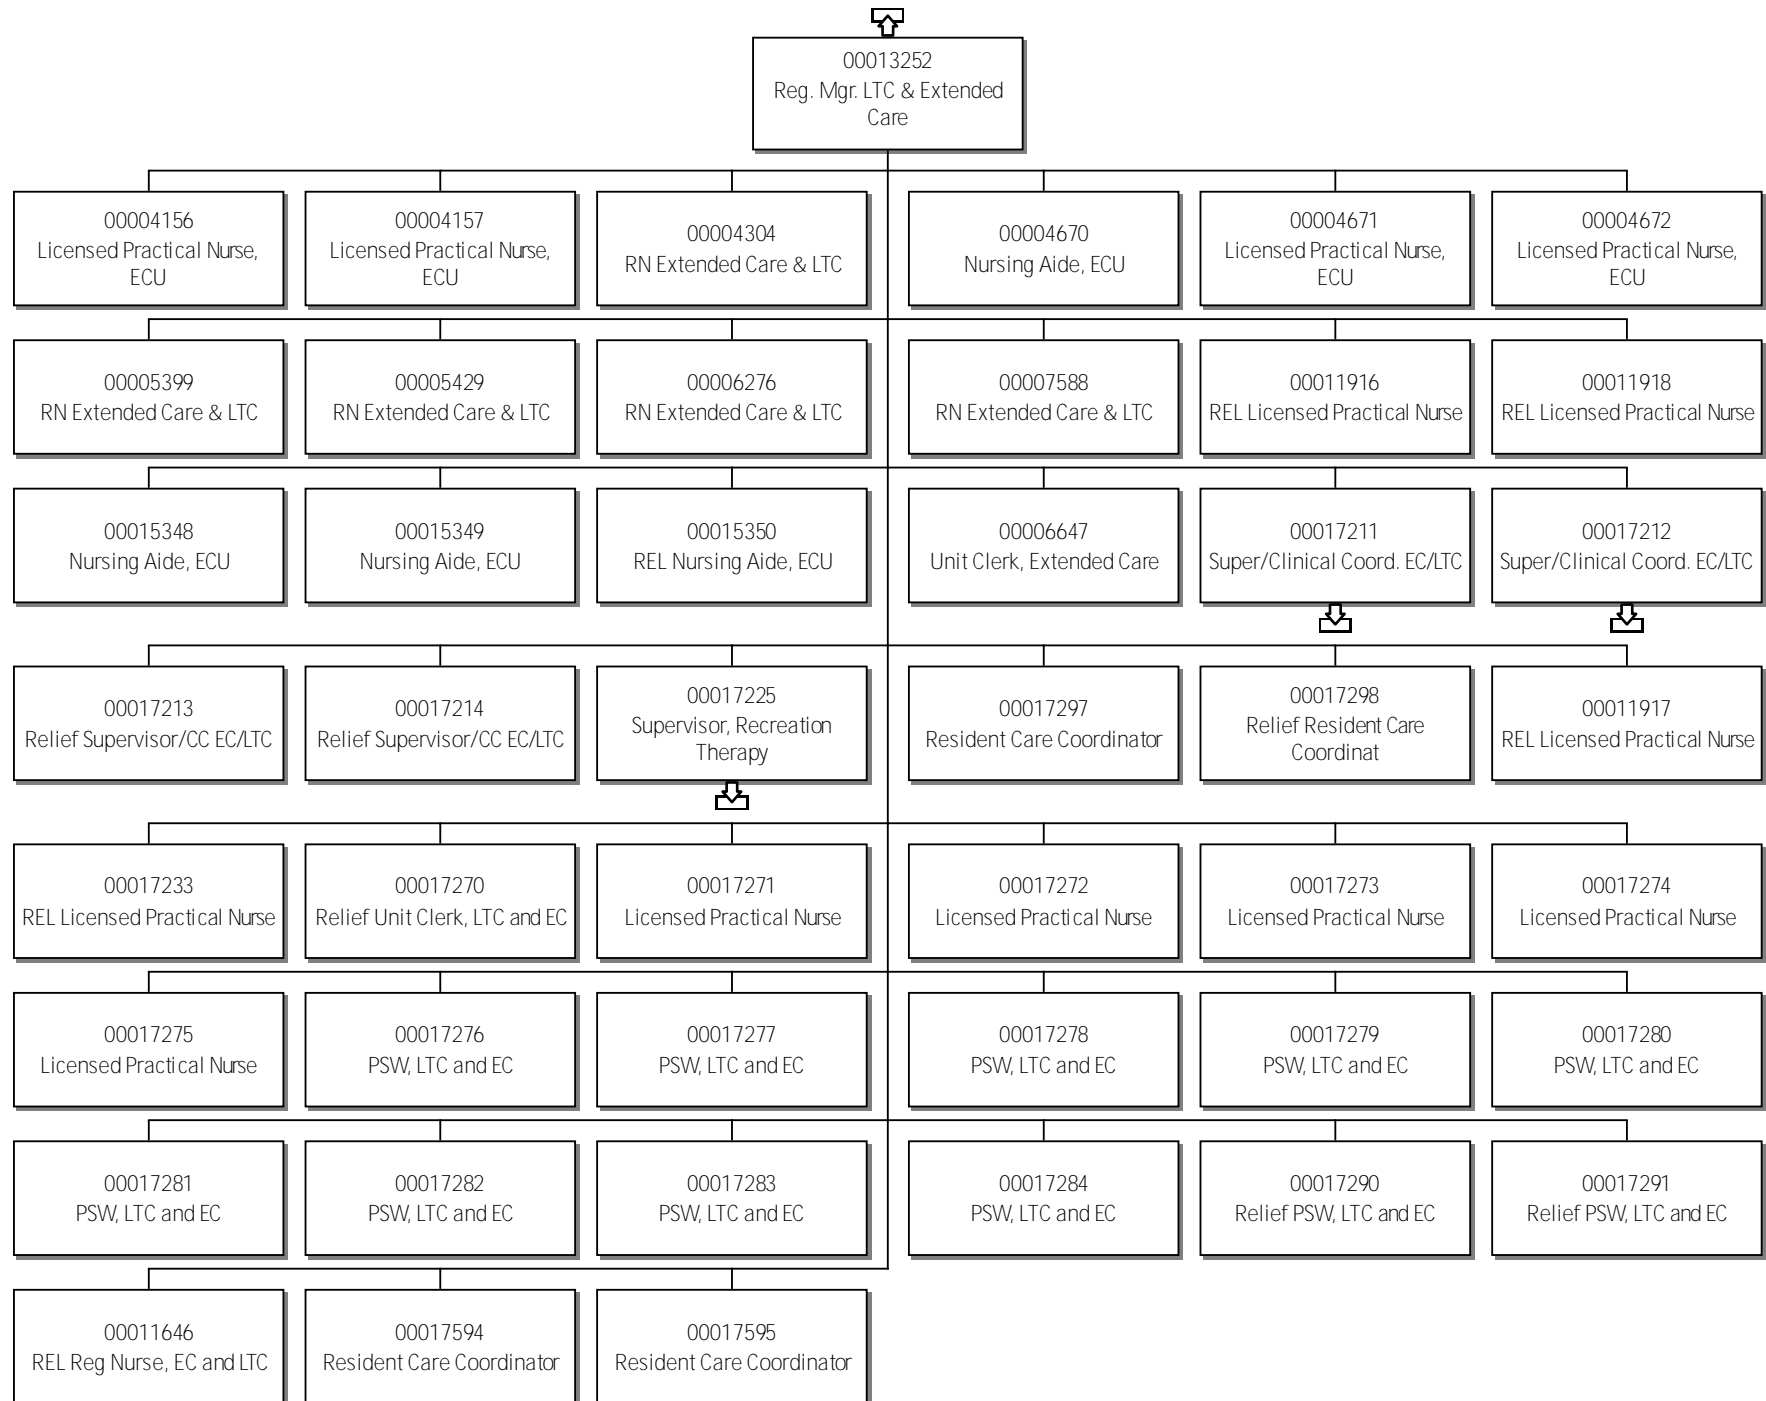 00013252
Reg. Mgr. LTC & Extended
Care
00004156
Licensed Practical Nurse,
ECU
00004157
Licensed Practical Nurse,
ECU
00004304
RN Extended Care & LTC
00004670
Nursing Aide, ECU
00004671
Licensed Practical Nurse,
ECU
00004672
Licensed Practical Nurse,
ECU
00005399
RN Extended Care & LTC
00005429
RN Extended Care & LTC
00006276
RN Extended Care & LTC
00007588
RN Extended Care & LTC
00011916
REL Licensed Practical Nurse
00011918
REL Licensed Practical Nurse
00015348
Nursing Aide, ECU
00015349
Nursing Aide, ECU
00015350
REL Nursing Aide, ECU
00006647
Unit Clerk, Extended Care
00017211
Super/Clinical Coord. EC/LTC
00017212
Super/Clinical Coord. EC/LTC
00017213
Relief Supervisor/CC EC/LTC
00017214
Relief Supervisor/CC EC/LTC
00017225
Supervisor, Recreation
Therapy
00017297
Resident Care Coordinator
00017298
Relief Resident Care
Coordinat
00011917
REL Licensed Practical Nurse
00017233
REL Licensed Practical Nurse
00017270
Relief Unit Clerk, LTC and EC
00017271
Licensed Practical Nurse
00017272
Licensed Practical Nurse
00017273
Licensed Practical Nurse
00017274
Licensed Practical Nurse
00017275
Licensed Practical Nurse
00017276
PSW, LTC and EC
00017277
PSW, LTC and EC
00017278
PSW, LTC and EC
00017279
PSW, LTC and EC
00017280
PSW, LTC and EC
00017281
PSW, LTC and EC
00017282
PSW, LTC and EC
00017283
PSW, LTC and EC
00017284
PSW, LTC and EC
00017290
Relief PSW, LTC and EC
00017291
Relief PSW, LTC and EC
00011646
REL Reg Nurse, EC and LTC
00017594
Resident Care Coordinator
00017595
Resident Care Coordinator